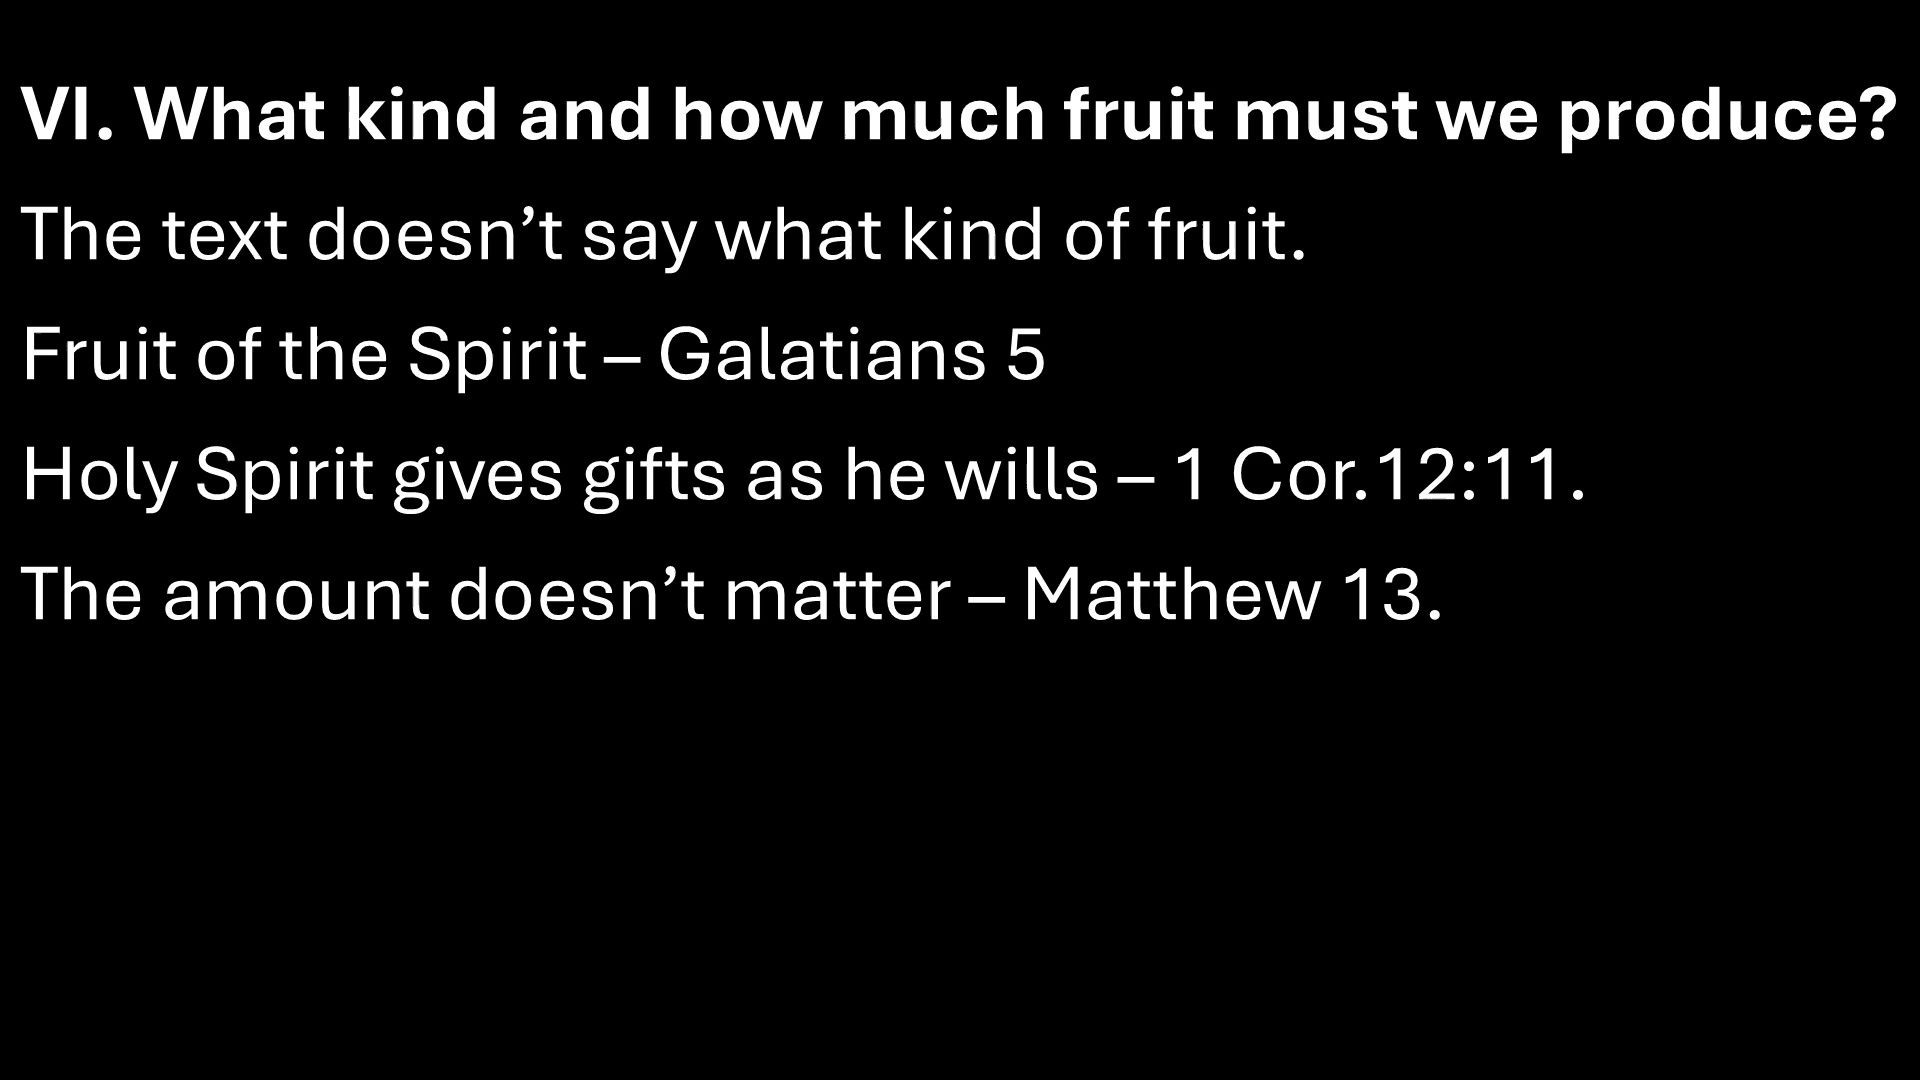 VI. What kind and how much fruit must we produce?
The text doesn’t say what kind of fruit.
Fruit of the Spirit – Galatians 5
Holy Spirit gives gifts as he wills – 1 Cor.12:11.
The amount doesn’t matter – Matthew 13.